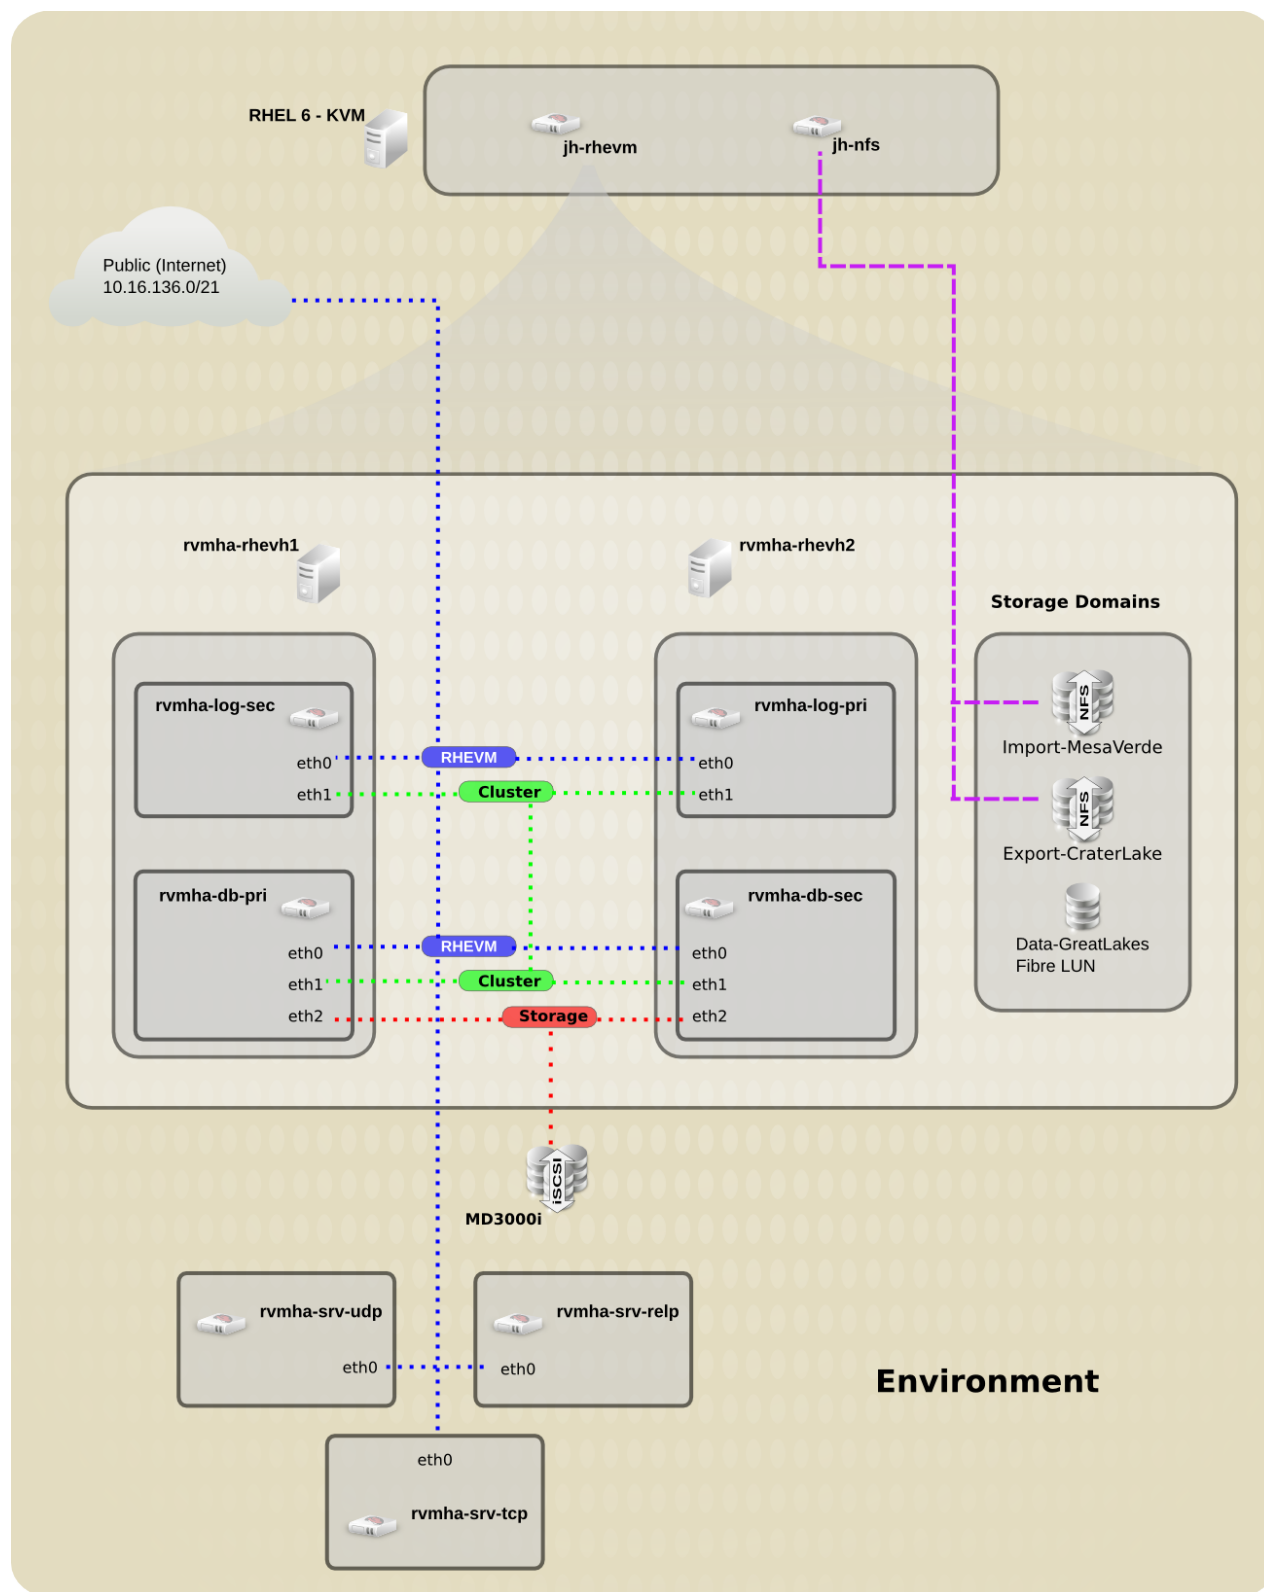 RHEL 6 - KVM
jh-rhevm
jh-nfs
Public (Internet)
10.16.136.0/21
rvmha-rhevh1
rvmha-rhevh2
Storage Domains
rvmha-log-sec
eth0
eth1
RHEVM
Cluster
rvmha-log-pri
eth0
eth1
NFS
Import-MesaVerde
NFS
Export-CraterLake
Data-GreatLakes
Fibre LUN
rvmha-db-pri
eth0
eth1
eth2
RHEVM
Cluster
Storage
rvmha-db-sec
eth0
eth1
eth2
iSCSI
MD3000i
rvmha-srv-udp
eth0
rvmha-srv-relp
eth0
Environment
eth0
rvmha-srv-tcp